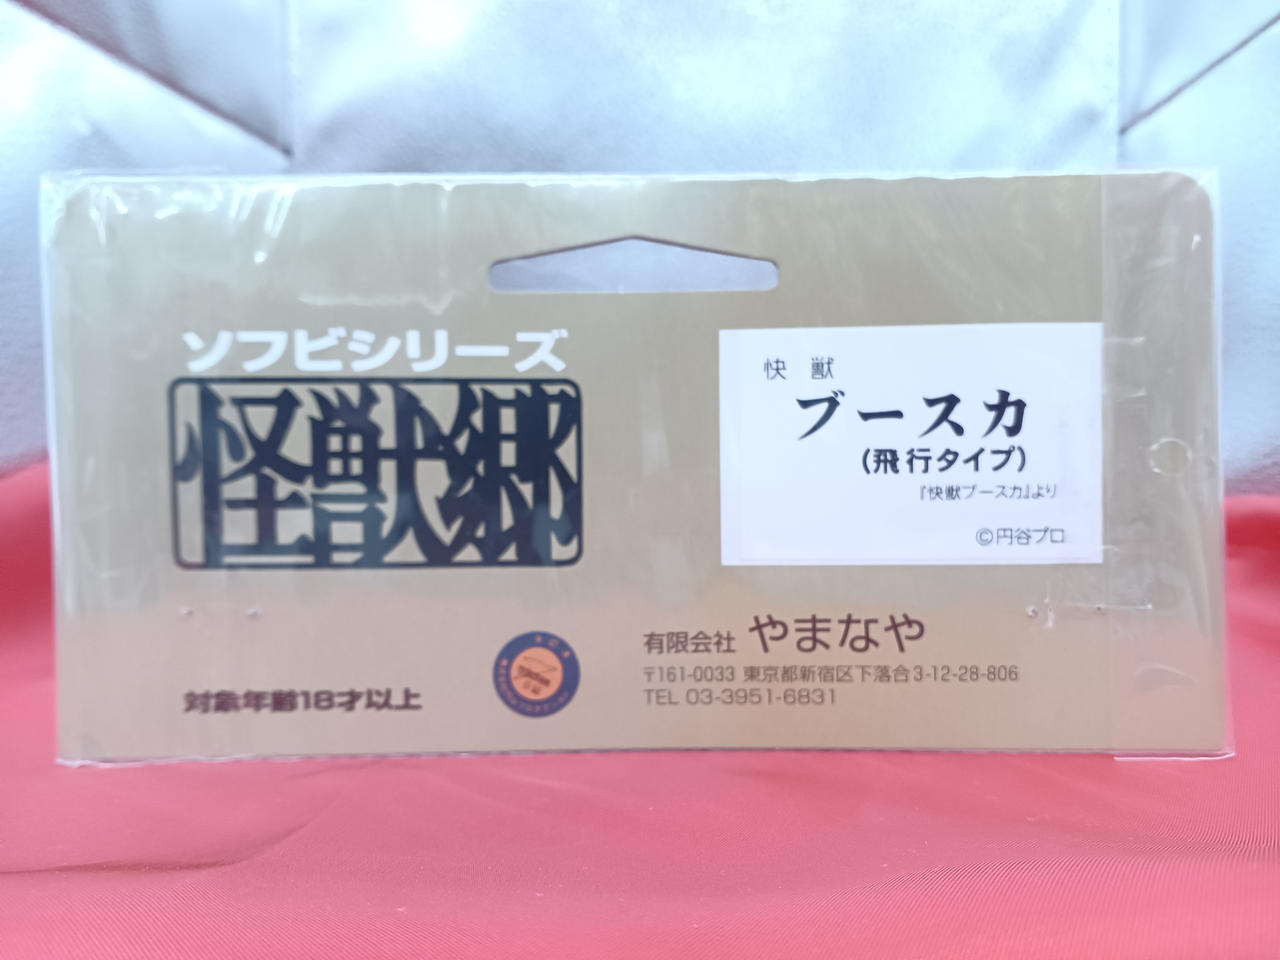 ソフビシリーズ
怪獣郷
快獣
ブースカ
(飛行タイプ)
『快獣ブースカ』より
©円谷プロ
対象年齢18才以上
有限会社 やまなや
〒161-0033 東京都新宿区下落合3-12-28-806
TEL 03-3951-6831